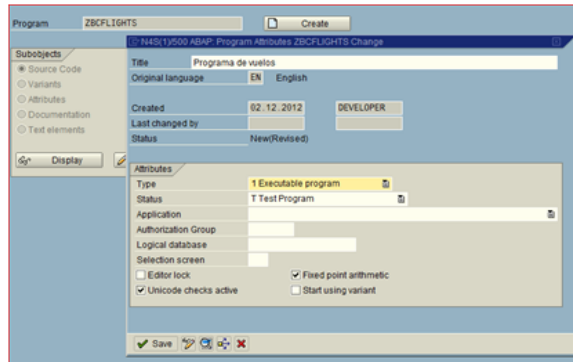 Program ZBCFLIGHTS Create
N4S(1)/500 ABAP: Program Attributes ZBCFLIGHTS Change
Subobjects
Source Code
Variants
Attributes
Documentation
Text elements
Display
Title Programa de vuelos
Original language EN English
Created 02.12.2012 DEVELOPER
Last changed by
Status New(Revised)
Attributes
Type 1 Executable program
Status T Test Program
Application
Authorization Group
Logical database
Selection screen
Editor lock Fixed point arithmetic
Unicode checks active Start using variant
Save